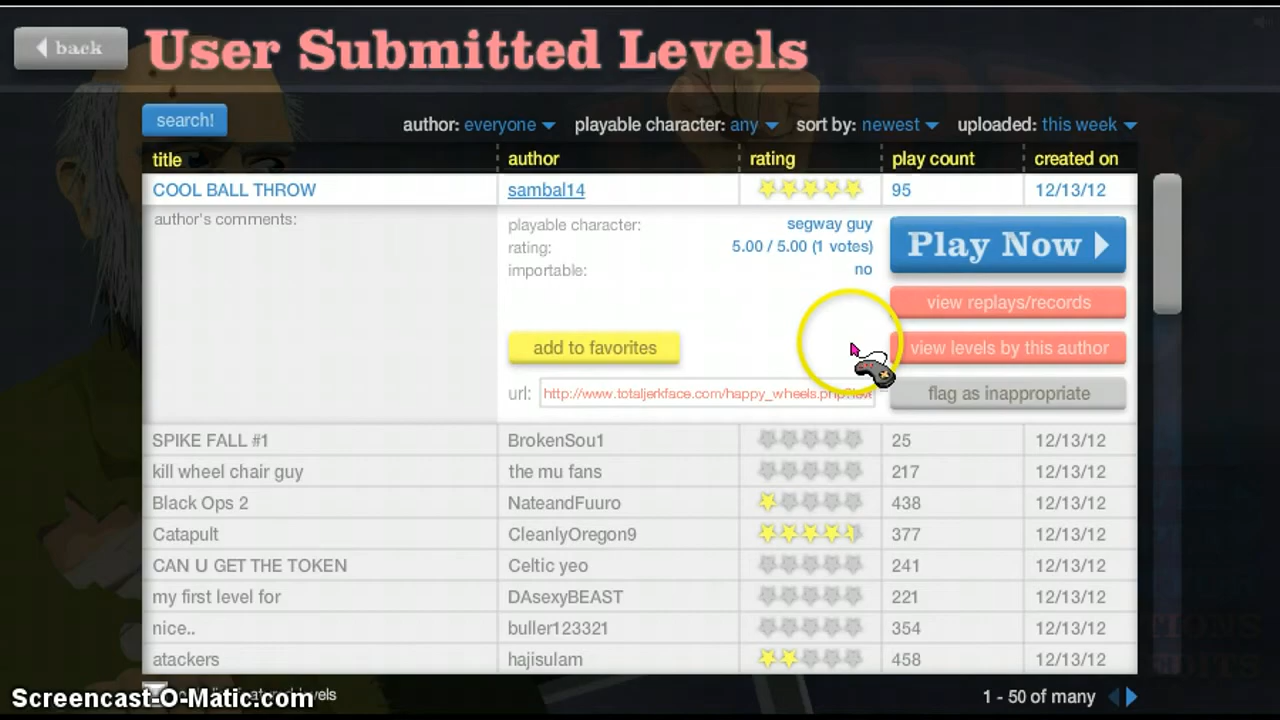 back
User Submitted Levels
search!
author: everyone playable character: any sort by: newest uploaded: this week
title author rating play count created on
COOL BALL THROW sambal14 95 12/13/12
author's comments:
playable character: segway guy
rating: 5.00 / 5.00 (1 votes)
importable: no
Play Now
view replays/records
add to favorites
view levels by this author
url: http://www.totaljerkface.com/happy_wheels.php?
flag as inappropriate
SPIKE FALL #1 BrokenSou1 25 12/13/12
kill wheel chair guy the mu fans 217 12/13/12
Black Ops 2 NateandFuuro 438 12/13/12
Catapult CleanlyOregon9 377 12/13/12
CAN U GET THE TOKEN Celtic yeo 241 12/13/12
my first level for DAsexyBEAST 221 12/13/12
nice.. buller123321 354 12/13/12
atackers hajisulam 458 12/13/12
Screencast-O-Matic.com levels
1 - 50 of many